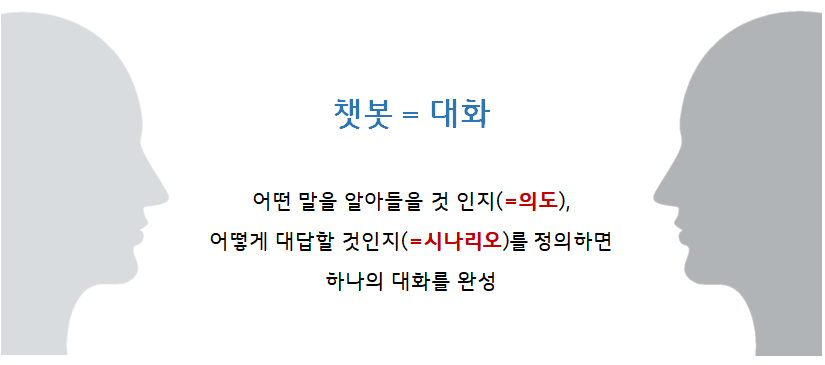 챗봇 = 대화
어떤 말을 알아들을 것 인지(=의도),
어떻게 대답할 것인지(=시나리오)를 정의하면
하나의 대화를 완성